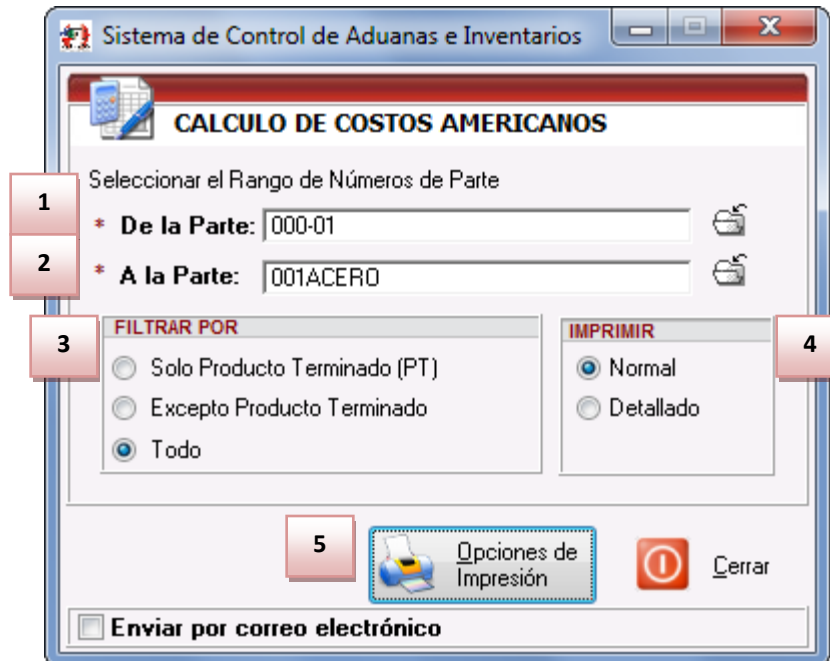 Sistema de Control de Aduanas e Inventarios
CALCULO DE COSTOS AMERICANOS
Seleccionar el Rango de Números de Parte
1
* De la Parte: 000-01
2
* A la Parte: 001ACERO
3
FILTRAR POR
Solo Producto Terminado (PT)
Excepto Producto Terminado
Todo
IMPRIMIR
4
Normal
Detallado
5
Opciones de
Impresión
Cerrar
Enviar por correo electrónico